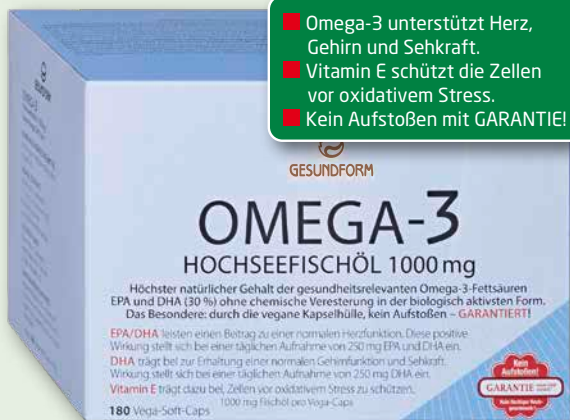 Omega-3 unterstützt Herz,
Gehirn und Sehkraft.
Vitamin E schützt die Zellen
vor oxidativem Stress.
Kein Aufstoßen mit GARANTIE!
GESUNDFORM
OMEGA-3
HOCHSEEFISCHÖL 1000 mg
Höchster natürlicher Gehalt der gesundheitsrelevanten Omega-3-Fettsäuren
EPA und DHA (30 %) ohne chemische Veresterung in der biologisch aktivsten Form.
Das Besondere: durch die vegane Kapselhülle, kein Aufstoßen – GARANTIERT!
EPA/DHA leisten einen Beitrag zu einer normalen Herzfunktion. Diese positive
Wirkung stellt sich bei einer täglichen Aufnahme von 250 mg EPA und DHA ein.
DHA trägt bei zur Erhaltung einer normalen Gehirnfunktion und Sehkraft.
Wirkung stellt sich bei einer täglichen Aufnahme von 250 mg DHA ein.
Vitamin E trägt dazu bei, Zellen vor oxidativem Stress zu schützen.
1000 mg Fischöl pro Vega-Caps
180 Vega-Soft-Caps
Kein
Aufstoßen!
GARANTIE